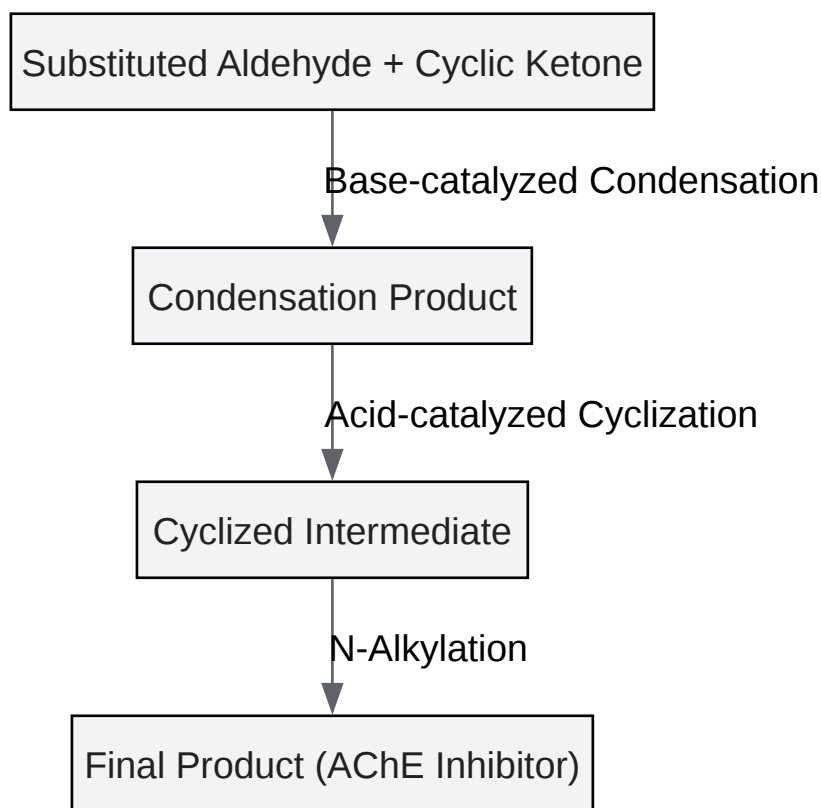 Substituted Aldehyde + Cyclic Ketone
Base-catalyzed Condensation
Condensation Product
Acid-catalyzed Cyclization
Cyclized Intermediate
N-Alkylation
Final Product (AChE Inhibitor)